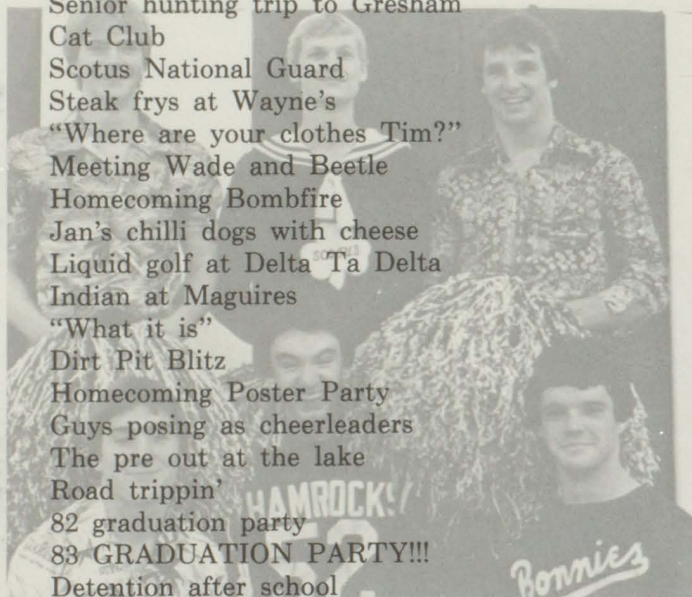 Senior hunting trip to Gresham
Cat Club
Scotus National Guard
Steak frys at Wayne's
"Where are your clothes Tim?"
Meeting Wade and Beetle
Homecoming Bombfire
Jan's chilli dogs with cheese
Liquid golf at Delta Ta Delta
Indian at Maguires
"What it is"
Dirt Pit Blitz
Homecoming Poster Party
Guys posing as cheerleaders
The pre out at the lake
Road trippin'
82 graduation party
83 GRADUATION PARTY!!!
Detention after school
HAMROCKS
Bonnies